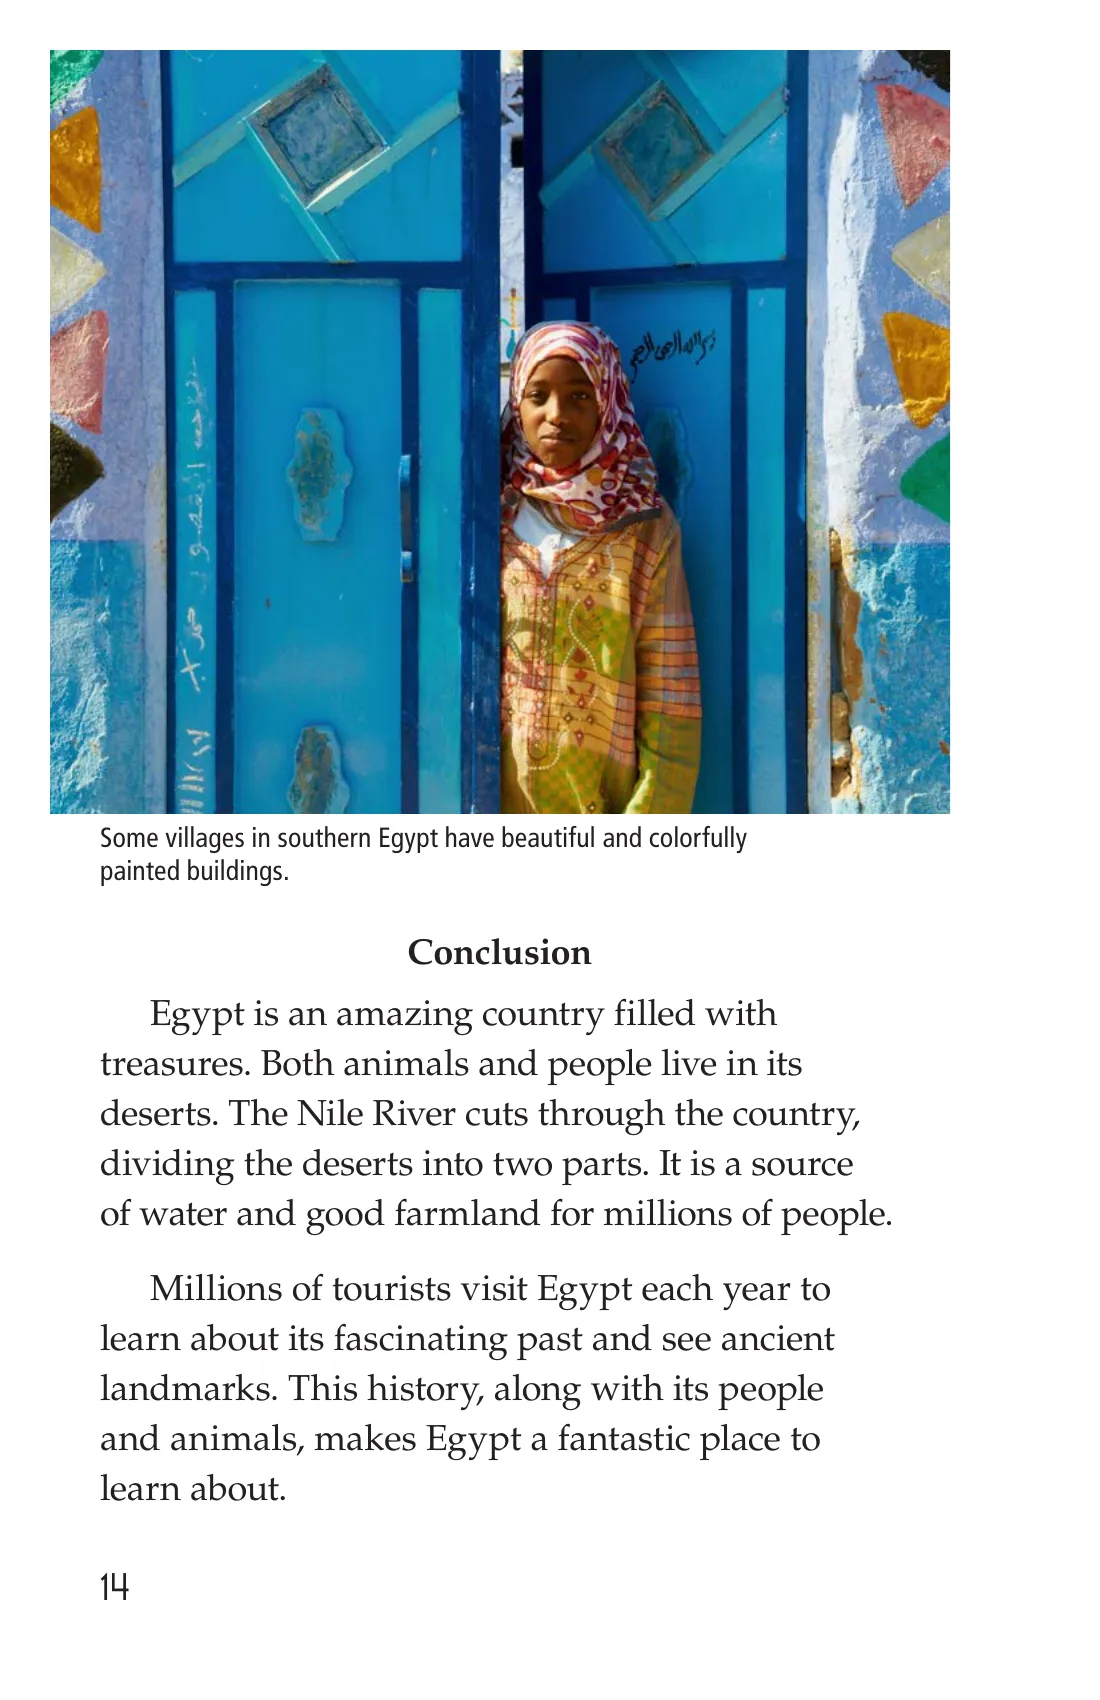 بسم الله الرحمن الرحيم
Some villages in southern Egypt have beautiful and colorfully
painted buildings.
Conclusion
Egypt is an amazing country filled with
treasures. Both animals and people live in its
deserts. The Nile River cuts through the country,
dividing the deserts into two parts. It is a source
of water and good farmland for millions of people.
Millions of tourists visit Egypt each year to
learn about its fascinating past and see ancient
landmarks. This history, along with its people
and animals, makes Egypt a fantastic place to
learn about.
14